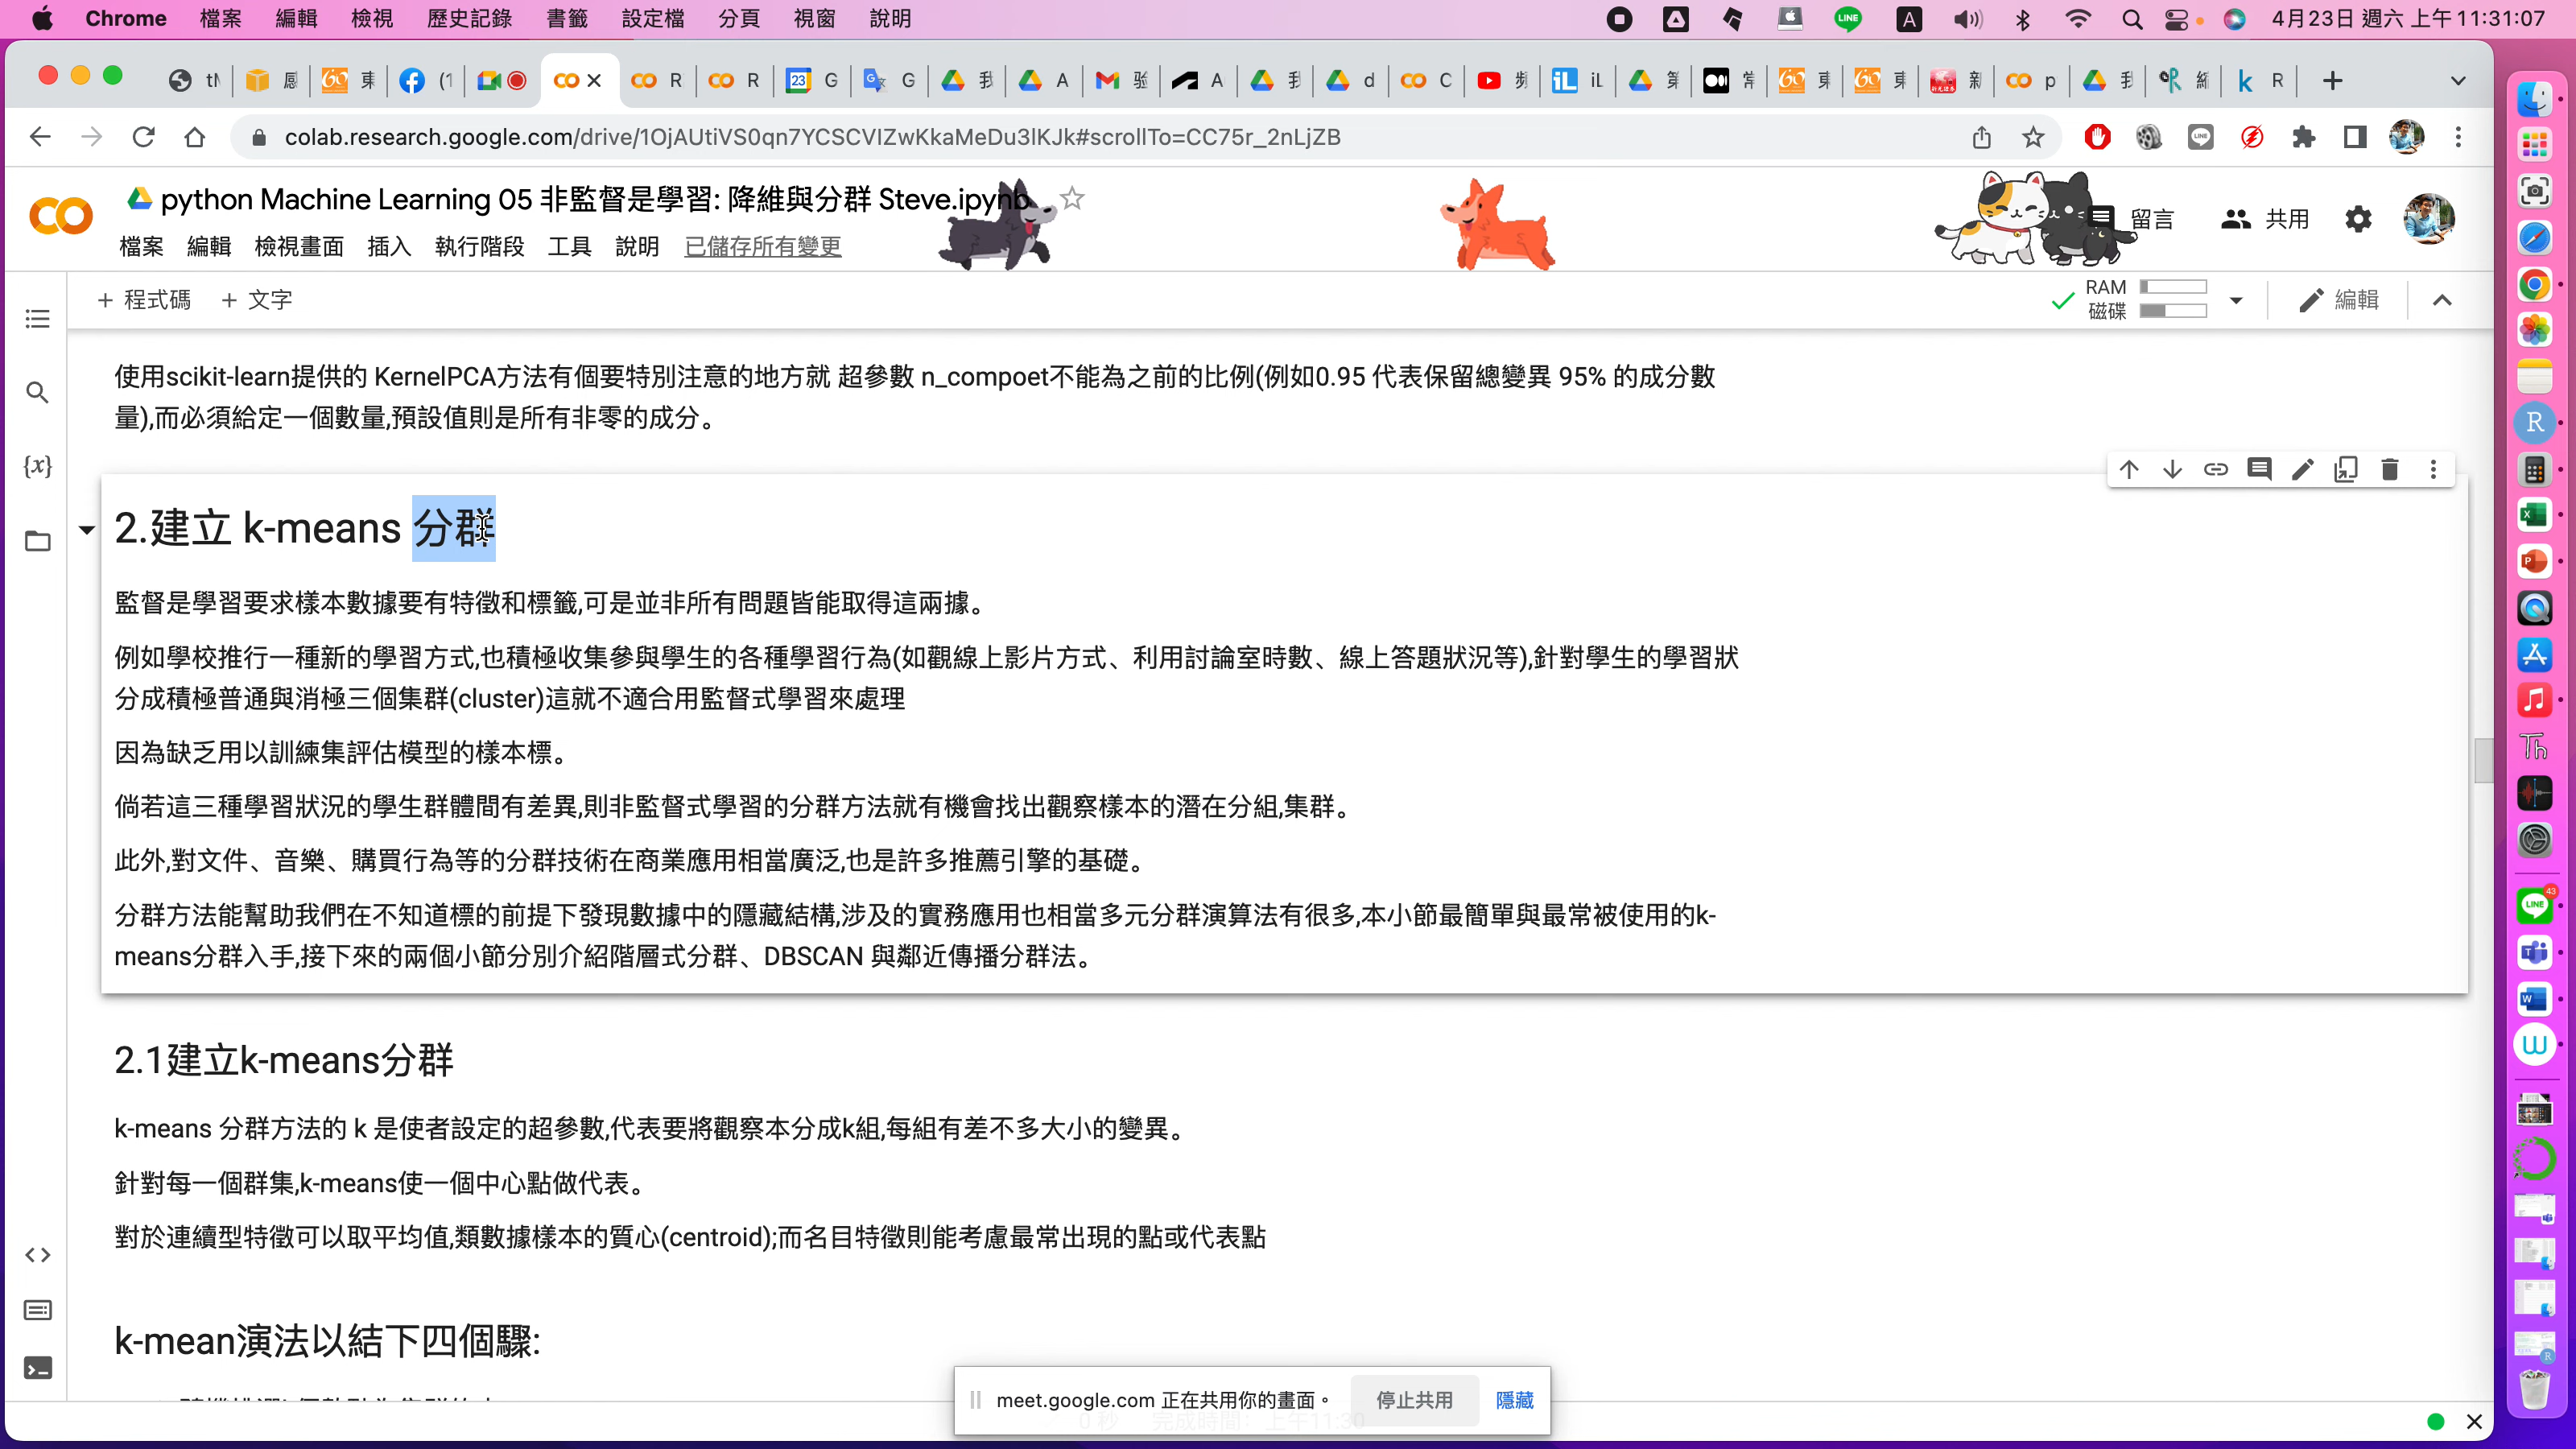 Chrome 檔案 編輯 檢視 歷史記錄 書籤 設定檔 分頁 視窗 說明
LINE A 4月23日 週六 上午11:31:07
colab.research.google.com/drive/1OjAUtiVS0qn7YCSCVIZwKkaMeDu3lKJk#scrollTo=CC75r_2nLjZB
python Machine Learning 05 非監督是學習: 降維與分群 Steve.ipynb
留言 共用
檔案 編輯 檢視畫面 插入 執行階段 工具 說明 已儲存所有變更
+ 程式碼 + 文字
RAM
磁碟
編輯
使用scikit-learn提供的 KernelPCA方法有個要特別注意的地方就 超參數 n_compoet不能為之前的比例(例如0.95 代表保留總變異 95% 的成分數
量),而必須給定一個數量,預設值則是所有非零的成分。
2.建立 k-means 分群
監督是學習要求樣本數據要有特徵和標籤,可是並非所有問題皆能取得這兩據。
例如學校推行一種新的學習方式,也積極收集參與學生的各種學習行為(如觀線上影片方式、利用討論室時數、線上答題狀況等),針對學生的學習狀
分成積極普通與消極三個集群(cluster)這就不適合用監督式學習來處理
因為缺乏用以訓練集評估模型的樣本標。
倘若這三種學習狀況的學生群體間有差異,則非監督式學習的分群方法就有機會找出觀察樣本的潛在分組,集群。
此外,對文件、音樂、購買行為等的分群技術在商業應用相當廣泛,也是許多推薦引擎的基礎。
分群方法能幫助我們在不知道標的前提下發現數據中的隱藏結構,涉及的實務應用也相當多元分群演算法有很多,本小節最簡單與最常被使用的k-
means分群入手,接下來的兩個小節分別介紹階層式分群、DBSCAN 與鄰近傳播分群法。
2.1建立k-means分群
k-means 分群方法的 k 是使者設定的超參數,代表要將觀察本分成k組,每組有差不多大小的變異。
針對每一個群集,k-means使一個中心點做代表。
對於連續型特徵可以取平均值,類數據樣本的質心(centroid);而名目特徵則能考慮最常出現的點或代表點
k-mean演法以結下四個驟:
meet.google.com 正在共用你的畫面。 停止共用 隱藏
0 秒 完成時間: 上午11:30